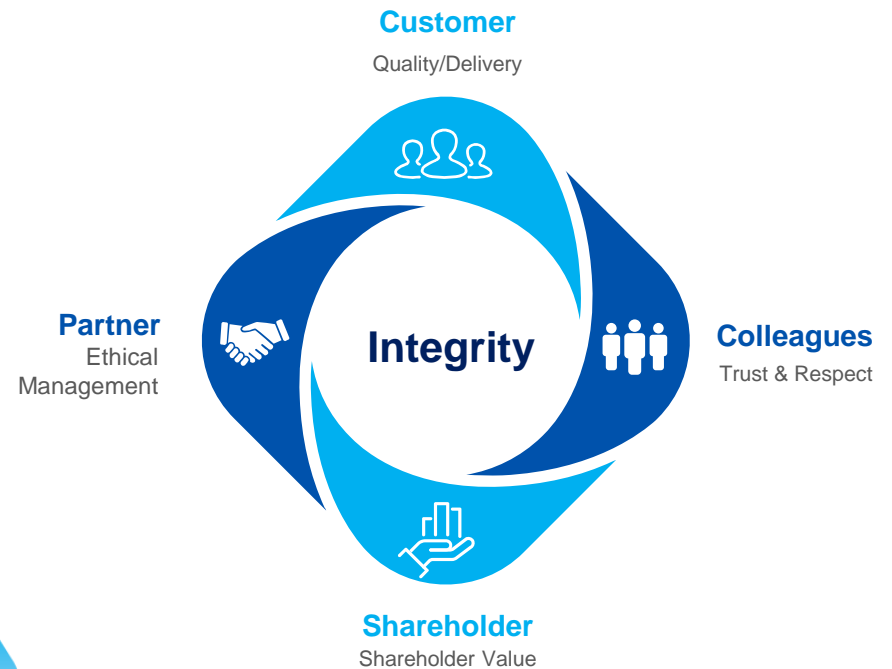 Customer
Quality/Delivery
Partner
Ethical
Management
Integrity
Colleagues
Trust & Respect
Shareholder
Shareholder Value